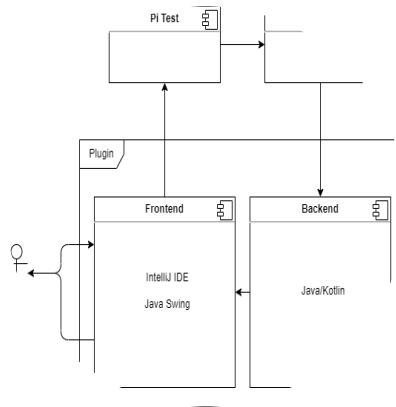 Pi Test
Plugin
Frontend
Backend
IntelliJ IDE
Java Swing
Java/Kotlin